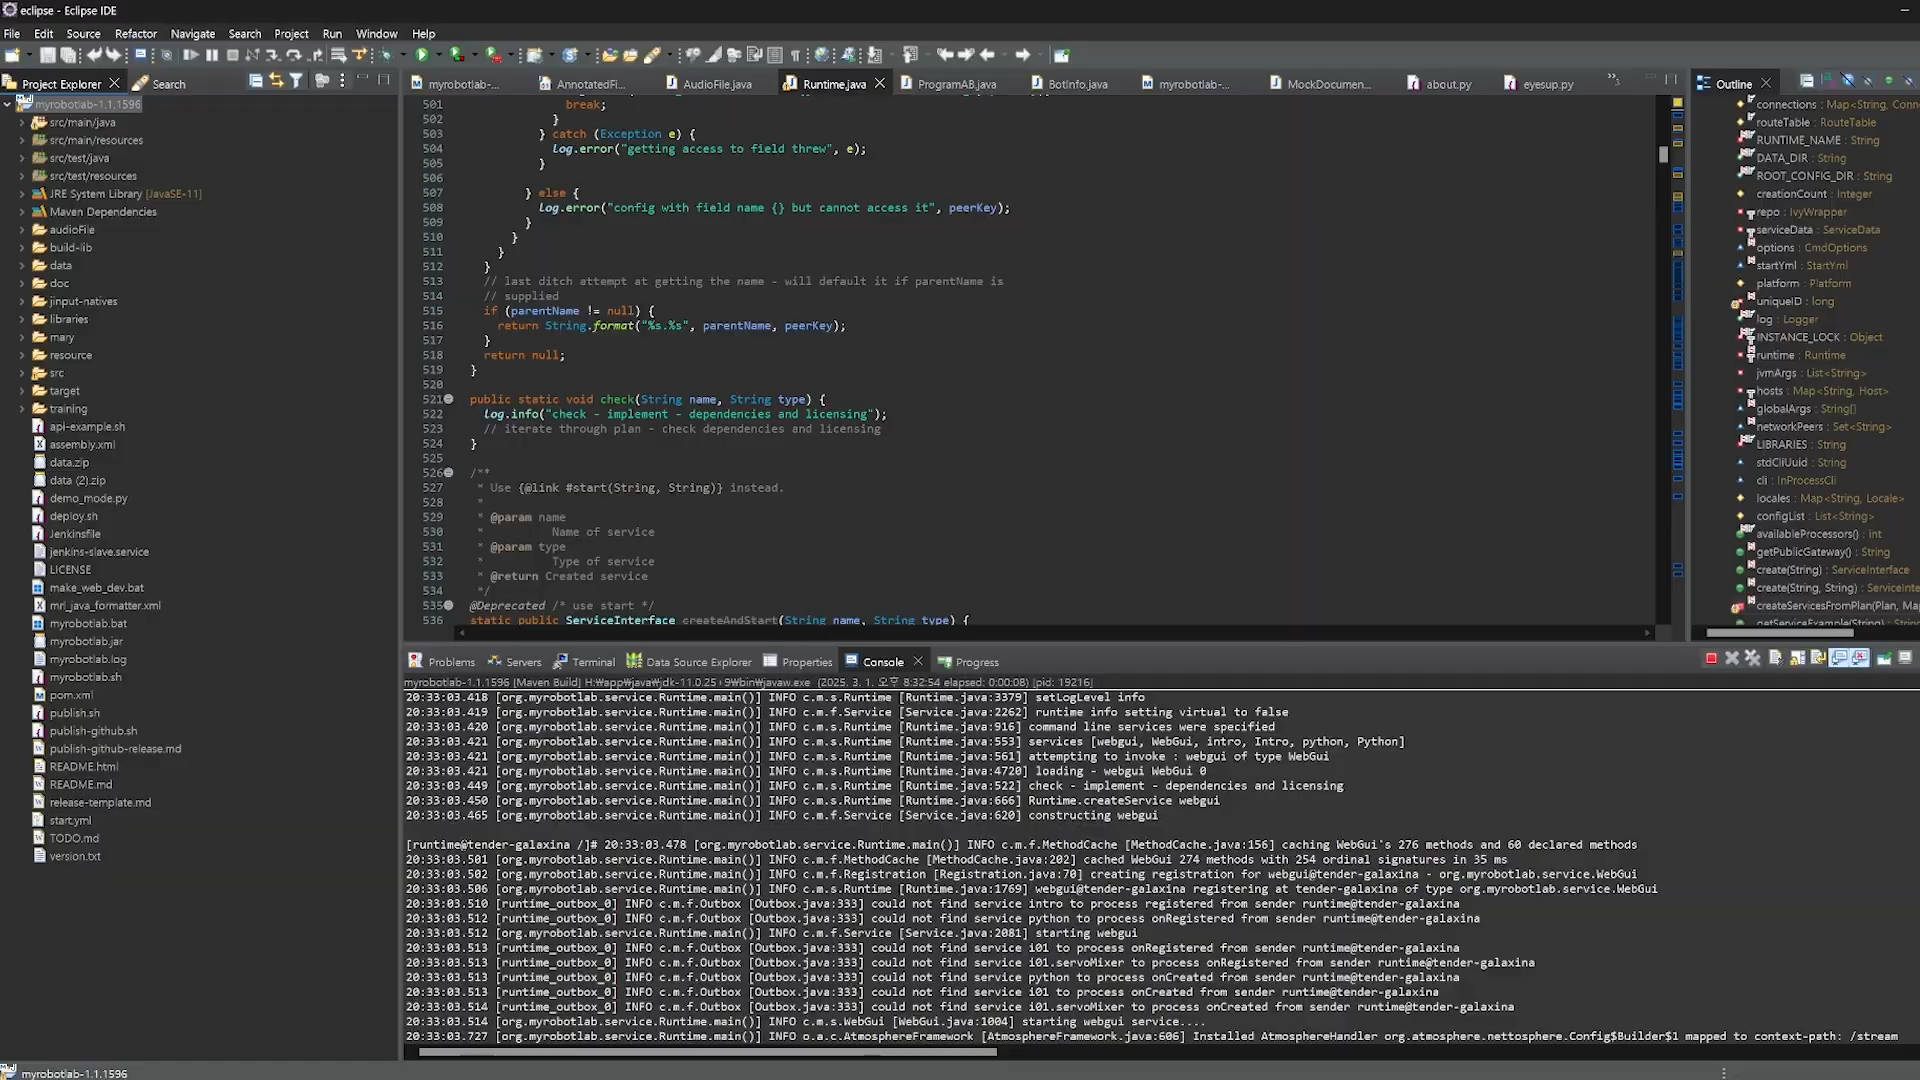 eclipse - Eclipse IDE
File Edit Source Refactor Navigate Search Project Run Window Help
Project Explorer
Search
myrobotlab-1.1.1596
src/main/java
src/main/resources
src/test/java
src/test/resources
JRE System Library [JavaSE-11]
Maven Dependencies
audioFile
build-lib
data
doc
jinput-natives
libraries
mary
resource
src
target
training
api-example.sh
assembly.xml
data.zip
data (2).zip
demo_mode.py
deploy.sh
Jenkinsfile
jenkins-slave.service
LICENSE
make_web_dev.bat
mrl_java_formatter.xml
myrobotlab.bat
myrobotlab.jar
myrobotlab.log
myrobotlab.sh
pom.xml
publish.sh
publish-github.sh
publish-github-release.md
README.html
README.md
release-template.md
start.yml
TODO.md
version.txt
myrobotlab-... AnnotatedFi... AudioFile.java Runtime.java ProgramAB.java BotInfo.java myrobotlab-... MockDocumen... about.py eyesup.py
501 break;
502 }
503 } catch (Exception e) {
504 log.error("getting access to field threw", e);
505 }
506
507 } else {
508 log.error("config with field name {} but cannot access it", peerKey);
509 }
510 }
511 }
512 }
513 // last ditch attempt at getting the name - will default it if parentName is
514 // supplied
515 if (parentName != null) {
516 return String.format("%s.%s", parentName, peerKey);
517 }
518 return null;
519 }
520
521 public static void check(String name, String type) {
522 log.info("check - implement - dependencies and licensing");
523 // iterate through plan - check dependencies and licensing
524 }
525
526 /**
527 * Use {@link #start(String, String)} instead.
528 *
529 * @param name
530 * Name of service
531 * @param type
532 * Type of service
533 * @return Created service
534 */
535 @Deprecated /* use start */
536 static public ServiceInterface createAndStart(String name, String type) {
Outline
connections : Map<String, Conne
routeTable : RouteTable
RUNTIME_NAME : String
DATA_DIR : String
ROOT_CONFIG_DIR : String
creationCount : Integer
repo : IvyWrapper
serviceData : ServiceData
options : CmdOptions
startYml : StartYml
platform : Platform
uniqueID : long
log : Logger
INSTANCE_LOCK : Object
runtime : Runtime
jvmArgs : List<String>
hosts : Map<String, Host>
globalArgs : String[]
networkPeers : Set<String>
LIBRARIES : String
stdCliUuid : String
cli : InProcessCli
locales : Map<String, Locale>
configList : List<String>
availableProcessors() : int
getPublicGateway() : String
create(String) : ServiceInterface
create(String, String) : ServiceInte
createServicesFromPlan(Plan, Map
getServiceExample(String) : String
Problems Servers Terminal Data Source Explorer Properties Console Progress
myrobotlab-1.1.1596 [Maven Build] H:₩app₩java₩jdk-11.0.25+9₩bin₩javaw.exe (2025. 3. 1. 오후 8:32:54 elapsed: 0:00:08) [pid: 19216]
20:33:03.418 [org.myrobotlab.service.Runtime.main()] INFO c.m.s.Runtime [Runtime.java:3379] setLogLevel info
20:33:03.419 [org.myrobotlab.service.Runtime.main()] INFO c.m.f.Service [Service.java:2262] runtime info setting virtual to false
20:33:03.420 [org.myrobotlab.service.Runtime.main()] INFO c.m.s.Runtime [Runtime.java:916] command line services were specified
20:33:03.421 [org.myrobotlab.service.Runtime.main()] INFO c.m.s.Runtime [Runtime.java:553] services [webgui, WebGui, intro, Intro, python, Python]
20:33:03.421 [org.myrobotlab.service.Runtime.main()] INFO c.m.s.Runtime [Runtime.java:561] attempting to invoke : webgui of type WebGui
20:33:03.421 [org.myrobotlab.service.Runtime.main()] INFO c.m.s.Runtime [Runtime.java:4720] loading - webgui WebGui 0
20:33:03.449 [org.myrobotlab.service.Runtime.main()] INFO c.m.s.Runtime [Runtime.java:522] check - implement - dependencies and licensing
20:33:03.450 [org.myrobotlab.service.Runtime.main()] INFO c.m.s.Runtime [Runtime.java:666] Runtime.createService webgui
20:33:03.465 [org.myrobotlab.service.Runtime.main()] INFO c.m.f.Service [Service.java:620] constructing webgui
[runtime@tender-galaxina /]# 20:33:03.478 [org.myrobotlab.service.Runtime.main()] INFO c.m.f.MethodCache [MethodCache.java:156] caching WebGui's 276 methods and 60 declared methods
20:33:03.501 [org.myrobotlab.service.Runtime.main()] INFO c.m.f.MethodCache [MethodCache.java:202] cached WebGui 274 methods with 254 ordinal signatures in 35 ms
20:33:03.502 [org.myrobotlab.service.Runtime.main()] INFO c.m.f.Registration [Registration.java:70] creating registration for webgui@tender-galaxina - org.myrobotlab.service.WebGui
20:33:03.506 [org.myrobotlab.service.Runtime.main()] INFO c.m.s.Runtime [Runtime.java:1769] webgui@tender-galaxina registering at tender-galaxina of type org.myrobotlab.service.WebGui
20:33:03.510 [runtime_outbox_0] INFO c.m.f.Outbox [Outbox.java:333] could not find service intro to process registered from sender runtime@tender-galaxina
20:33:03.512 [runtime_outbox_0] INFO c.m.f.Outbox [Outbox.java:333] could not find service python to process onRegistered from sender runtime@tender-galaxina
20:33:03.512 [org.myrobotlab.service.Runtime.main()] INFO c.m.f.Service [Service.java:2081] starting webgui
20:33:03.513 [runtime_outbox_0] INFO c.m.f.Outbox [Outbox.java:333] could not find service i01 to process onRegistered from sender runtime@tender-galaxina
20:33:03.513 [runtime_outbox_0] INFO c.m.f.Outbox [Outbox.java:333] could not find service i01.servoMixer to process onRegistered from sender runtime@tender-galaxina
20:33:03.513 [runtime_outbox_0] INFO c.m.f.Outbox [Outbox.java:333] could not find service python to process onCreated from sender runtime@tender-galaxina
20:33:03.513 [runtime_outbox_0] INFO c.m.f.Outbox [Outbox.java:333] could not find service i01 to process onCreated from sender runtime@tender-galaxina
20:33:03.514 [runtime_outbox_0] INFO c.m.f.Outbox [Outbox.java:333] could not find service i01.servoMixer to process onCreated from sender runtime@tender-galaxina
20:33:03.514 [org.myrobotlab.service.Runtime.main()] INFO c.m.s.WebGui [WebGui.java:1004] starting webgui service....
20:33:03.727 [org.myrobotlab.service.Runtime.main()] INFO o.a.c.AtmosphereFramework [AtmosphereFramework.java:606] Installed AtmosphereHandler org.atmosphere.nettosphere.Config$Builder$1 mapped to context-path: /stream
myrobotlab-1.1.1596